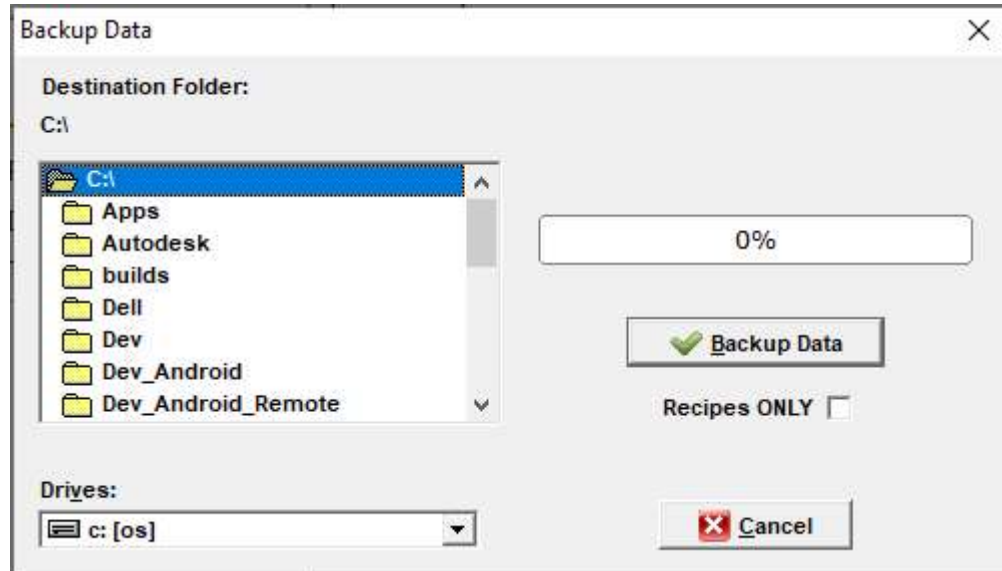 Backup Data
Destination Folder:
C:\
C:\
Apps
Autodesk
builds
Dell
Dev
Dev_Android
Dev_Android_Remote
Drives:
c: [os]
0%
Backup Data
Recipes ONLY
Cancel